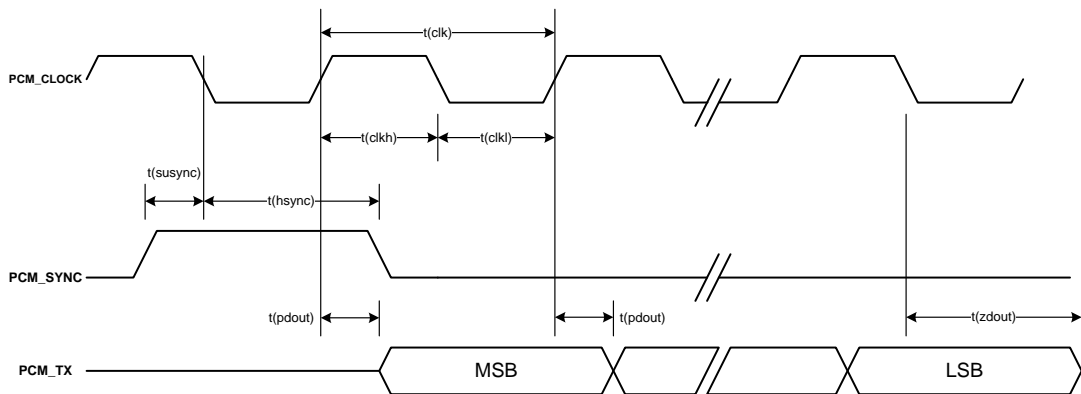 t(clk)
PCM_CLOCK
t(clkh)
t(clkl)
t(susync)
t(hsync)
PCM_SYNC
t(pdout)
t(pdout)
t(zdout)
PCM_TX
MSB
LSB